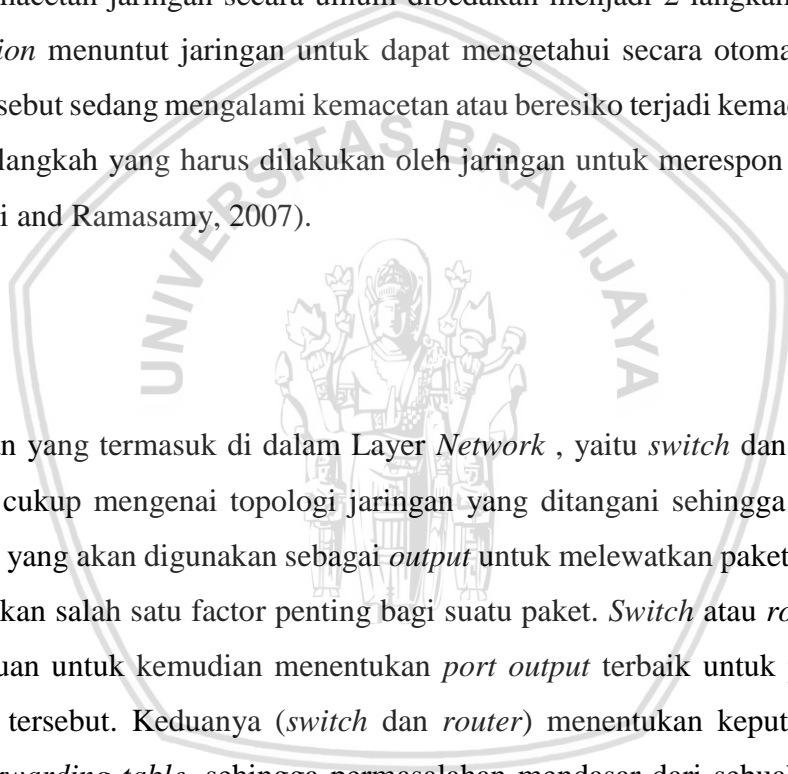 macetan jaringan secara umum dibedakan menjadi 2 langkah
ion menuntut jaringan untuk dapat mengetahui secara otoma
sebut sedang mengalami kemacetan atau beresiko terjadi kema
langkah yang harus dilakukan oleh jaringan untuk merespon
i and Ramasamy, 2007).
UNIVERSITAS BRAWIJAYA
n yang termasuk di dalam Layer Network , yaitu switch dan
cukup mengenai topologi jaringan yang ditangani sehingga
yang akan digunakan sebagai output untuk melewatkan paket
kan salah satu factor penting bagi suatu paket. Switch atau ro
uan untuk kemudian menentukan port output terbaik untuk
tersebut. Keduanya (switch dan router) menentukan keput
rwarding table, sehingga permasalahan mendasar dari sebua